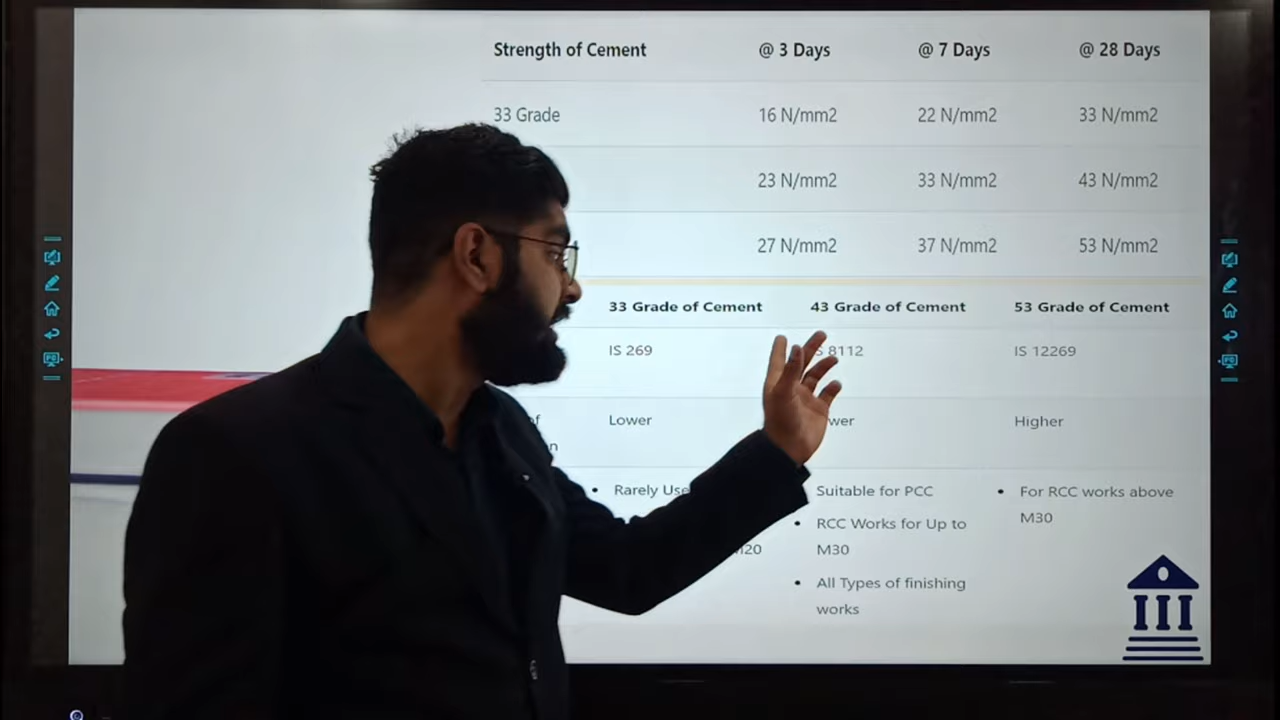 Strength of Cement @ 3 Days @ 7 Days @ 28 Days
33 Grade 16 N/mm2 22 N/mm2 33 N/mm2
23 N/mm2 33 N/mm2 43 N/mm2
27 N/mm2 37 N/mm2 53 N/mm2
33 Grade of Cement 43 Grade of Cement 53 Grade of Cement
IS 269 8112 IS 12269
Lower Higher
Rarely Suitable for PCC • For RCC works above
M30
• RCC Works for Up to
M30
• All Types of finishing
works